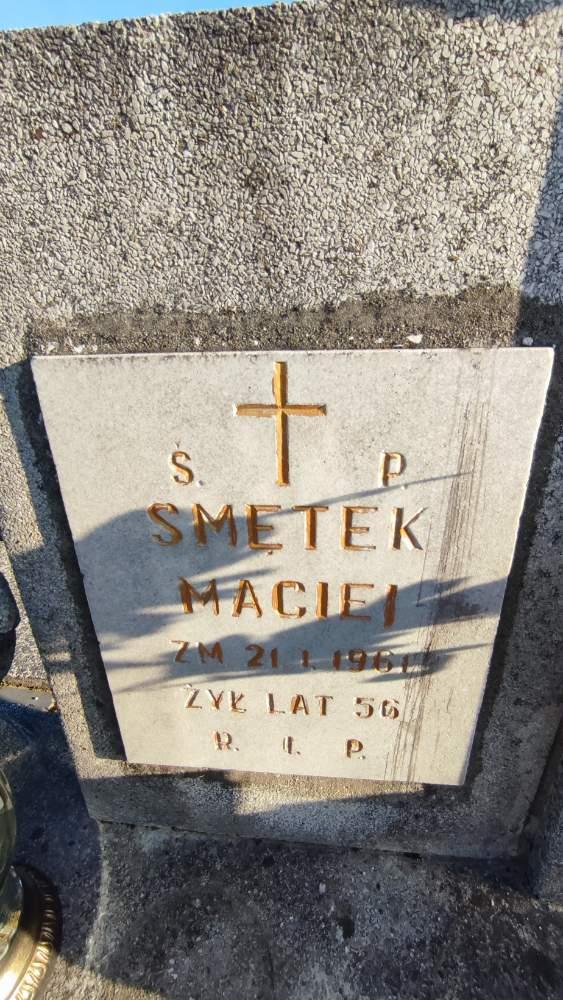 Ś. P.
SMĘTEK
MACIEJ
ZM 21 I. 1961
ŻYŁ LAT 56
R. I. P.